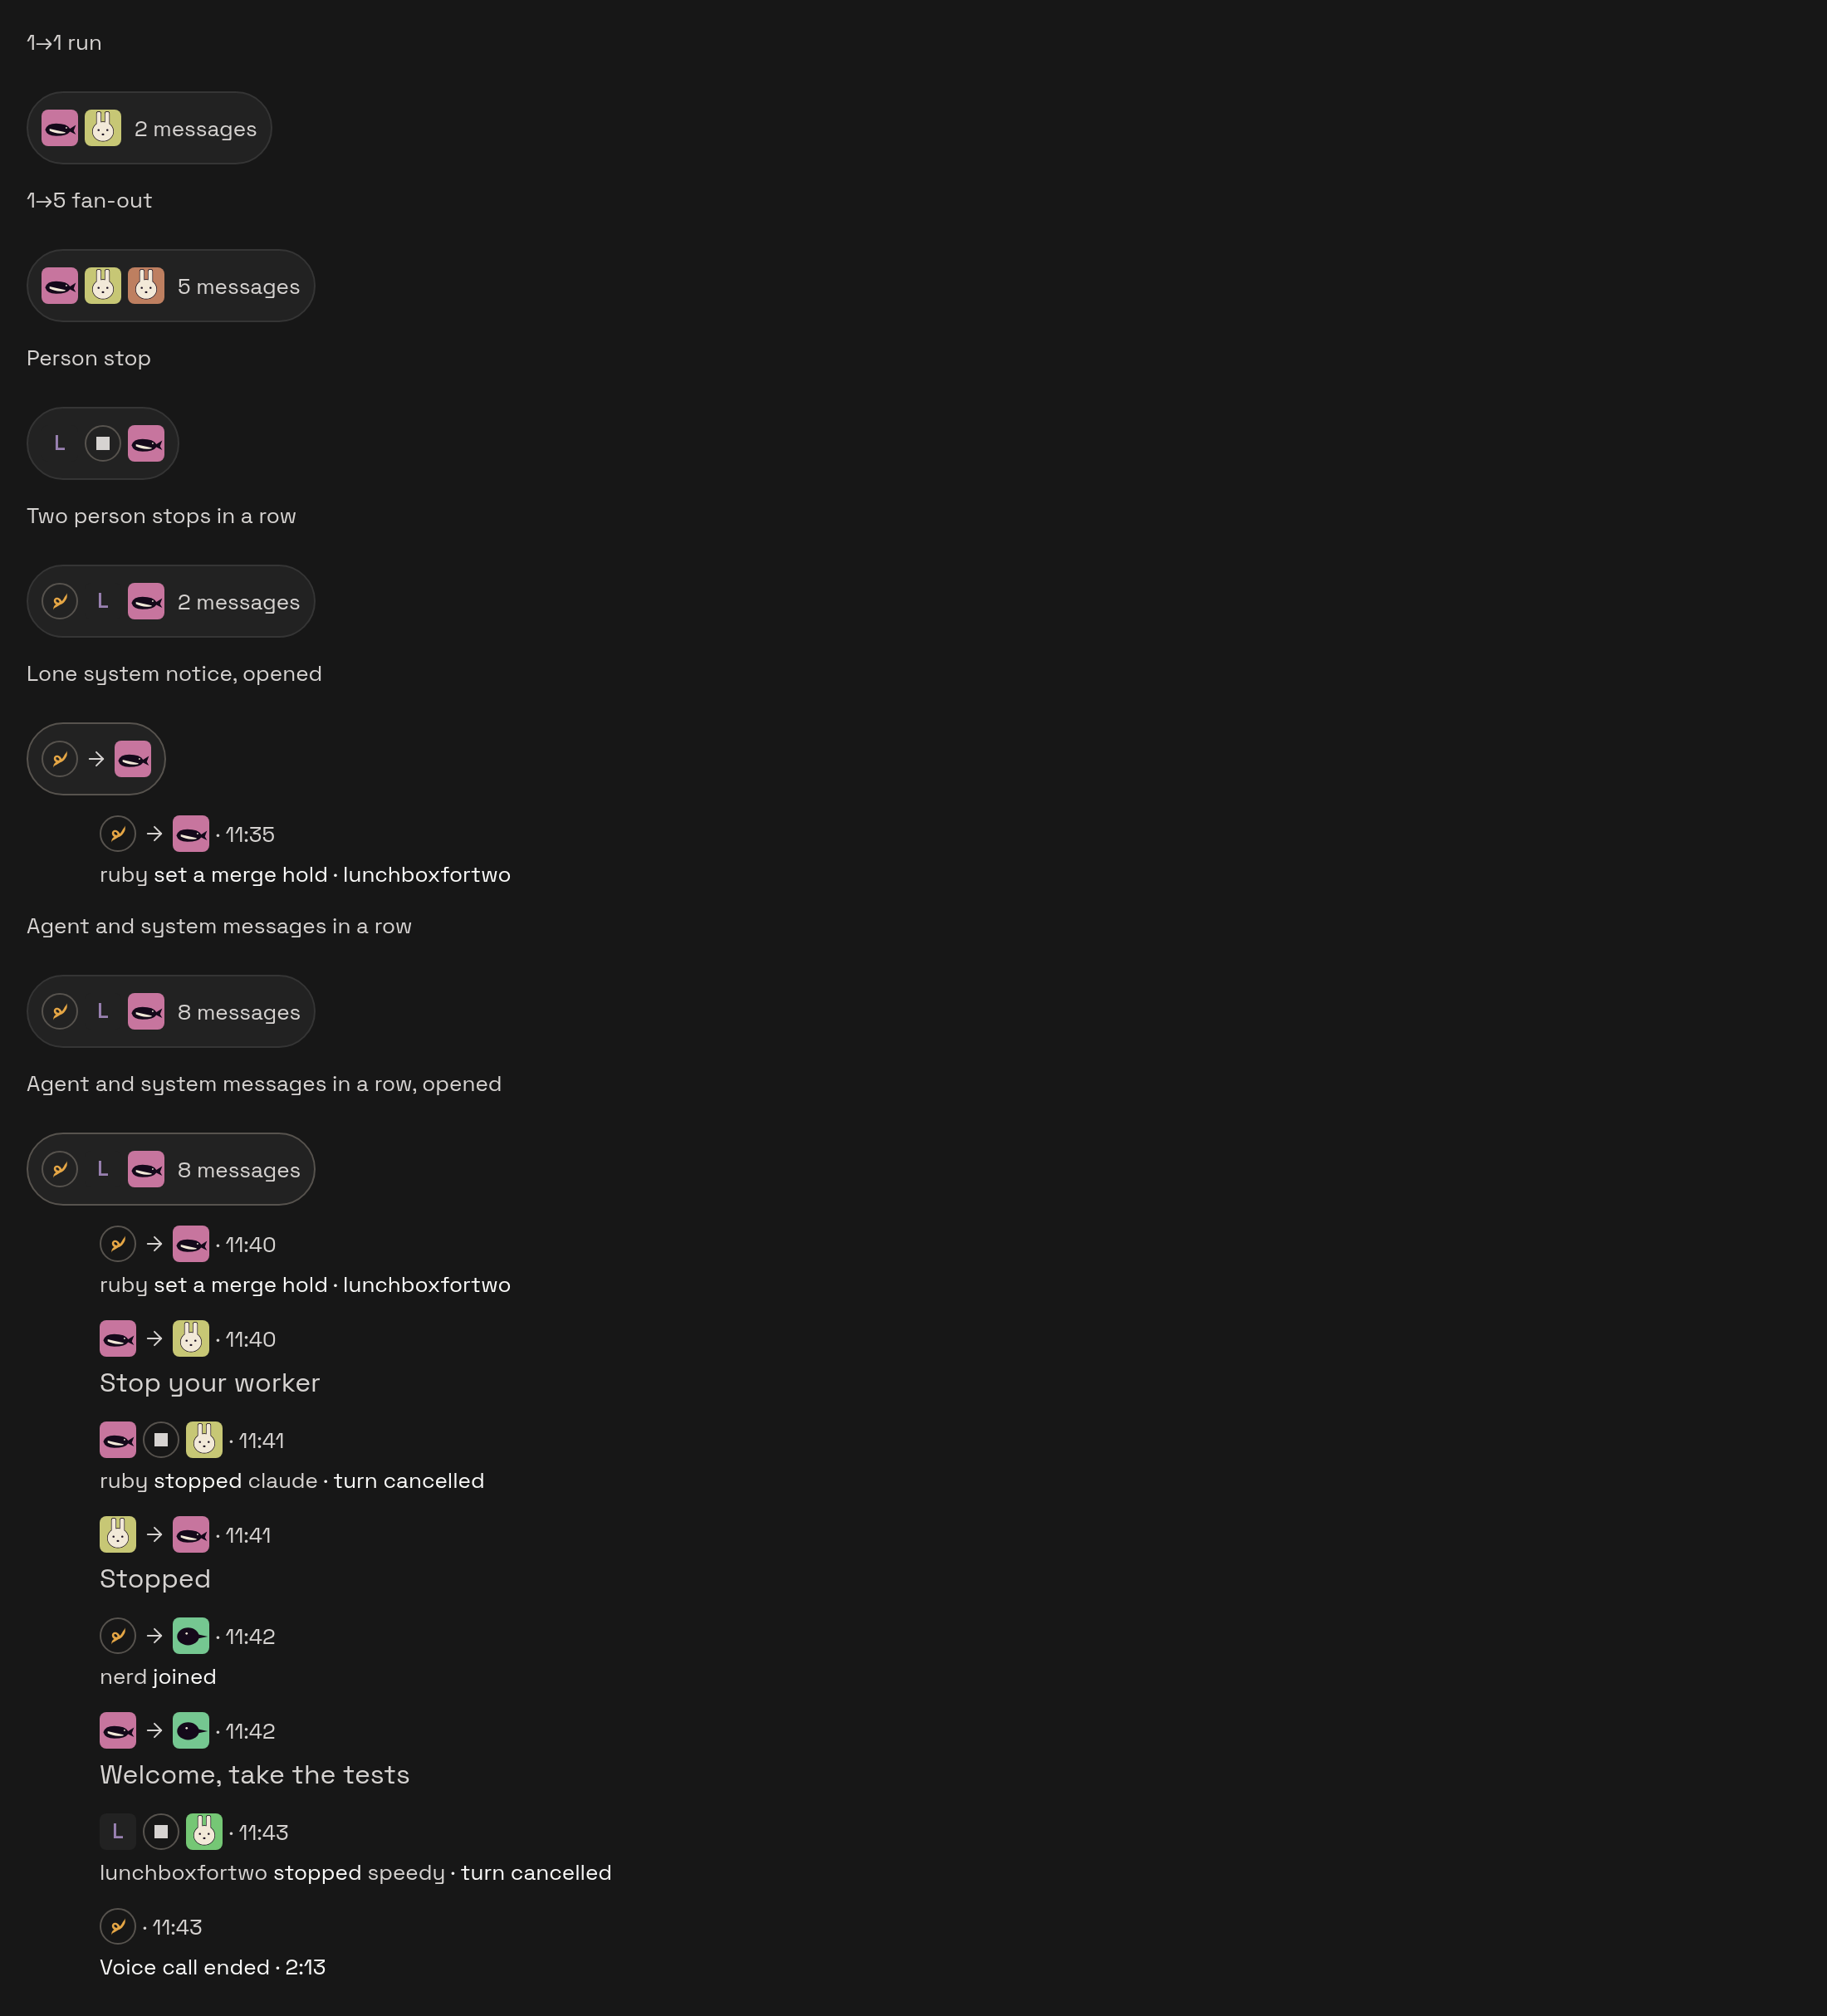 1→1 run
2 messages
1→5 fan-out
5 messages
Person stop
L
Two person stops in a row
L 2 messages
Lone system notice, opened
→
→ · 11:35
ruby set a merge hold · lunchboxfortwo
Agent and system messages in a row
L 8 messages
Agent and system messages in a row, opened
L 8 messages
→ · 11:40
ruby set a merge hold · lunchboxfortwo
→ · 11:40
Stop your worker
· 11:41
ruby stopped claude · turn cancelled
→ · 11:41
Stopped
→ · 11:42
nerd joined
→ · 11:42
Welcome, take the tests
L · 11:43
lunchboxfortwo stopped speedy · turn cancelled
· 11:43
Voice call ended · 2:13